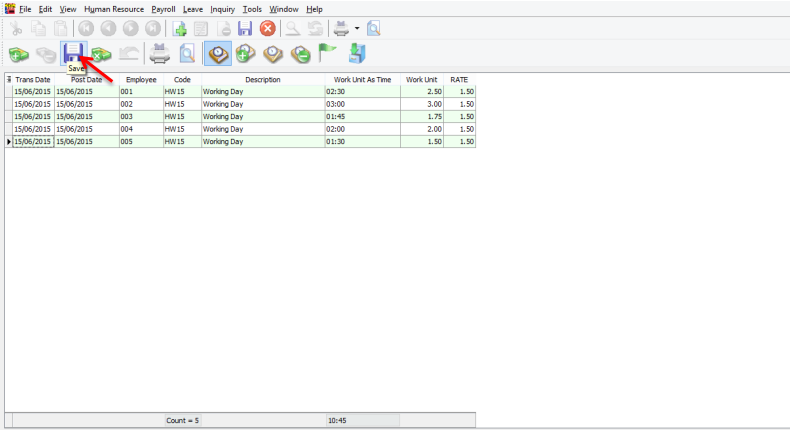 File Edit View Human Resource Payroll Leave Inquiry Tools Window Help
Save
Trans Date Post Date Employee Code Description Work Unit As Time Work Unit RATE
15/06/2015 15/06/2015 001 HW15 Working Day 02:30 2.50 1.50
15/06/2015 15/06/2015 002 HW15 Working Day 03:00 3.00 1.50
15/06/2015 15/06/2015 003 HW15 Working Day 01:45 1.75 1.50
15/06/2015 15/06/2015 004 HW15 Working Day 02:00 2.00 1.50
15/06/2015 15/06/2015 005 HW15 Working Day 01:30 1.50 1.50
Count = 5 10:45